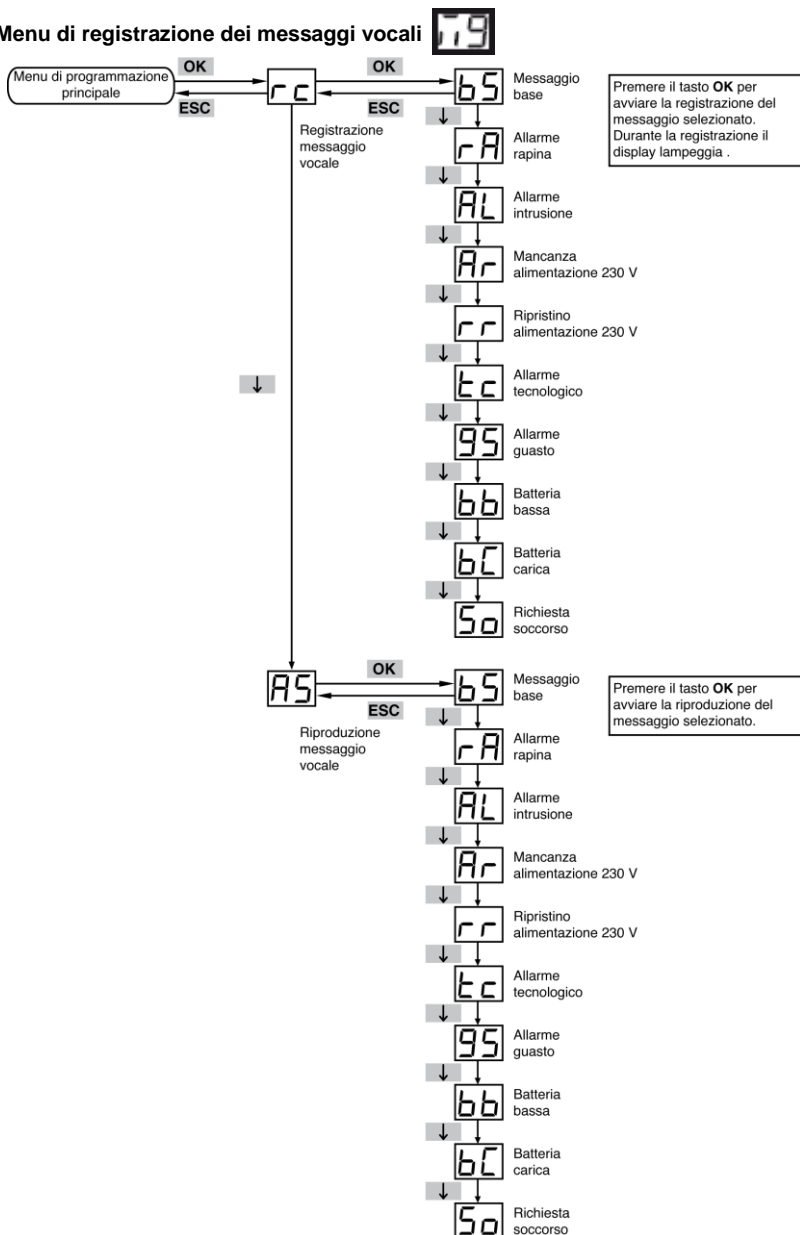 Menu di registrazione dei messaggi vocali
Menu di programmazione
principale
OK
ESC
rc
OK
ESC
Registrazione
messaggio
vocale
bS
Messaggio
base
Premere il tasto OK per
avviare la registrazione del
messaggio selezionato.
Durante la registrazione il
display lampeggia .
↓
rA
Allarme
rapina
↓
AL
Allarme
intrusione
↓
Ar
Mancanza
alimentazione 230 V
↓
rr
Ripristino
alimentazione 230 V
↓
↓
tc
Allarme
tecnologico
↓
gS
Allarme
guasto
↓
bb
Batteria
bassa
↓
bC
Batteria
carica
↓
So
Richiesta
soccorso
AS
OK
ESC
Riproduzione
messaggio
vocale
bS
Messaggio
base
Premere il tasto OK per
avviare la riproduzione del
messaggio selezionato.
↓
rA
Allarme
rapina
↓
AL
Allarme
intrusione
↓
Ar
Mancanza
alimentazione 230 V
↓
rr
Ripristino
alimentazione 230 V
↓
tc
Allarme
tecnologico
↓
gS
Allarme
guasto
↓
bb
Batteria
bassa
↓
bC
Batteria
carica
↓
So
Richiesta
soccorso